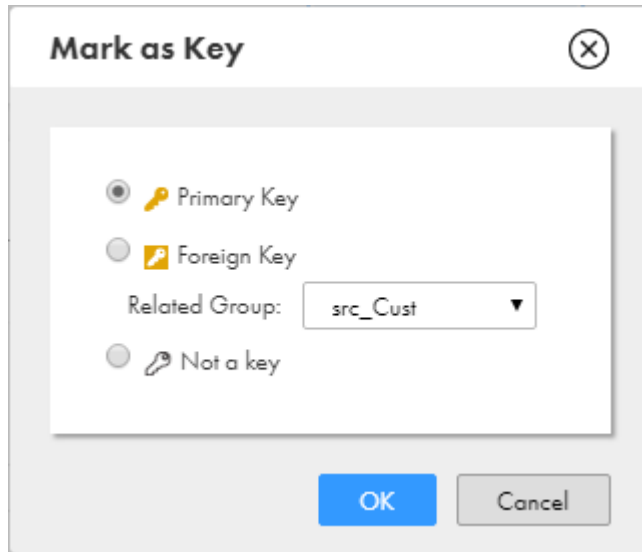 Mark as Key
Primary Key
Foreign Key
Related Group: src_Cust
Not a key
OK Cancel